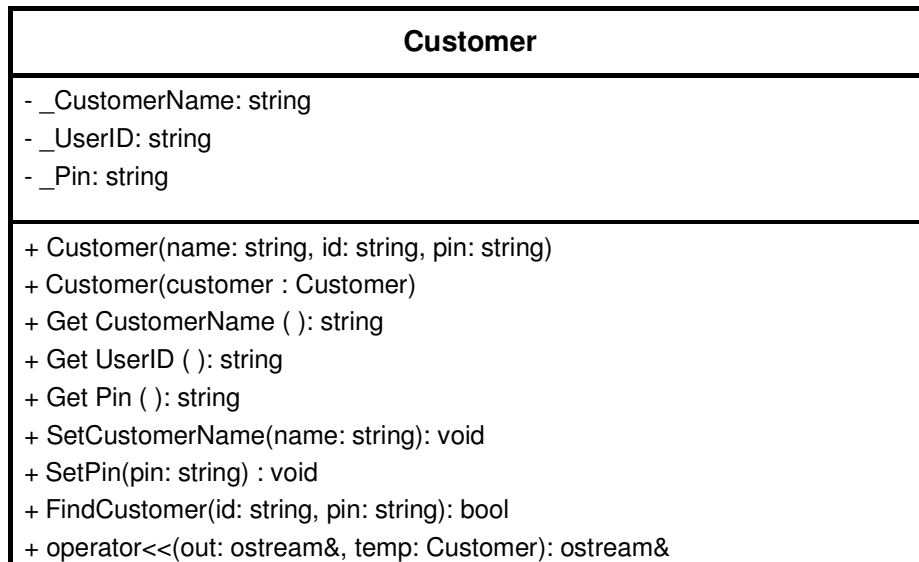 Customer
- _CustomerName: string
- _UserID: string
- _Pin: string
+ Customer(name: string, id: string, pin: string)
+ Customer(customer : Customer)
+ Get CustomerName ( ): string
+ Get UserID ( ): string
+ Get Pin ( ): string
+ SetCustomerName(name: string): void
+ SetPin(pin: string) : void
+ FindCustomer(id: string, pin: string): bool
+ operator<<(out: ostream&, temp: Customer): ostream&